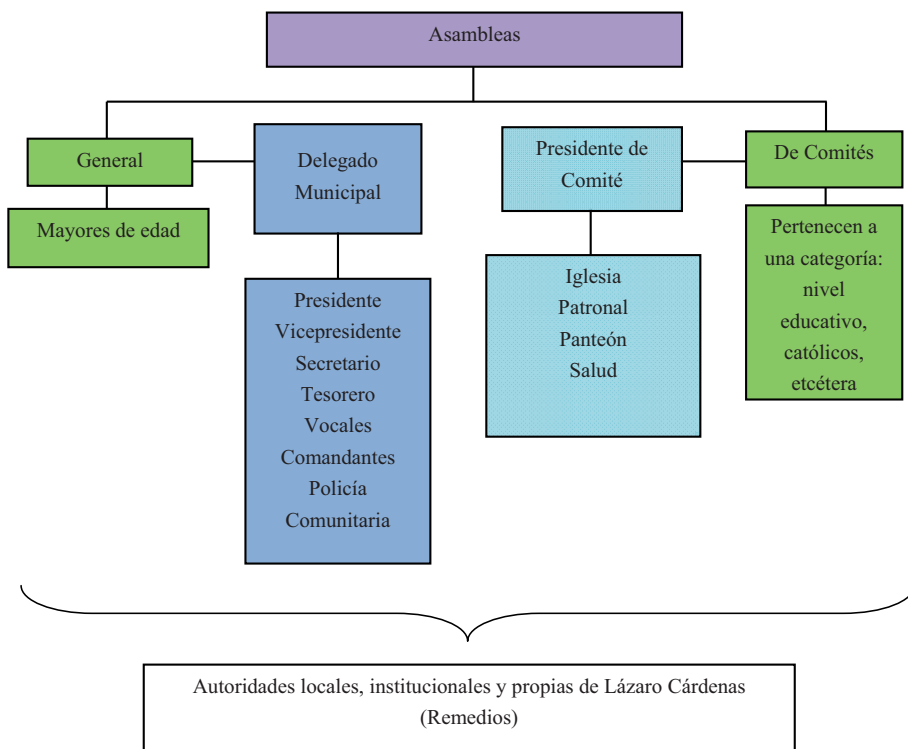 Asambleas
General
Mayores de edad
Delegado
Municipal
Presidente
Vicepresidente
Secretario
Tesorero
Vocales
Comandantes
Policía
Comunitaria
Presidente de
Comité
Iglesia
Patronal
Panteón
Salud
De Comités
Pertenecen a
una categoría:
nivel
educativo,
católicos,
etcétera
Autoridades locales, institucionales y propias de Lázaro Cárdenas
(Remedios)